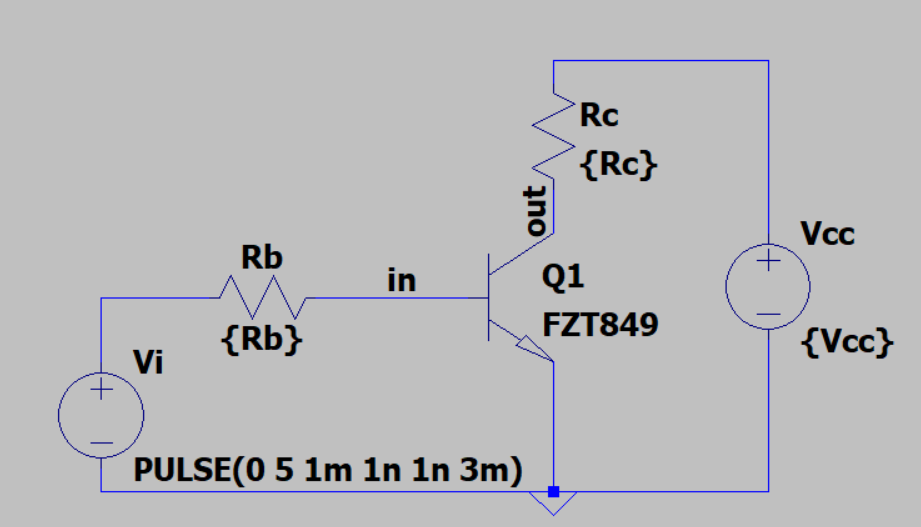 Rc
{Rc}
out
Vcc
Rb
in
Q1
{Rb}
FZT849
{Vcc}
Vi
PULSE(0 5 1m 1n 1n 3m)